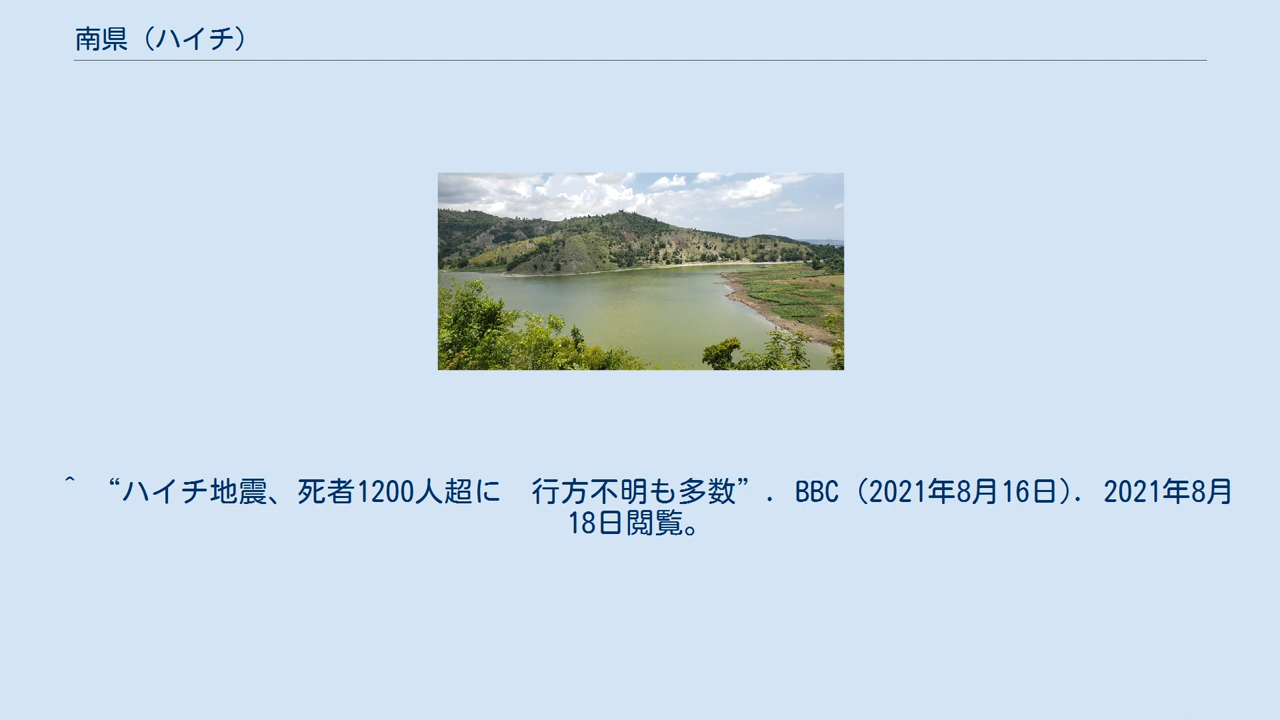 南県（ハイチ）
^ “ハイチ地震、死者1200人超に　行方不明も多数”. BBC (2021年8月16日). 2021年8月
18日閲覧。